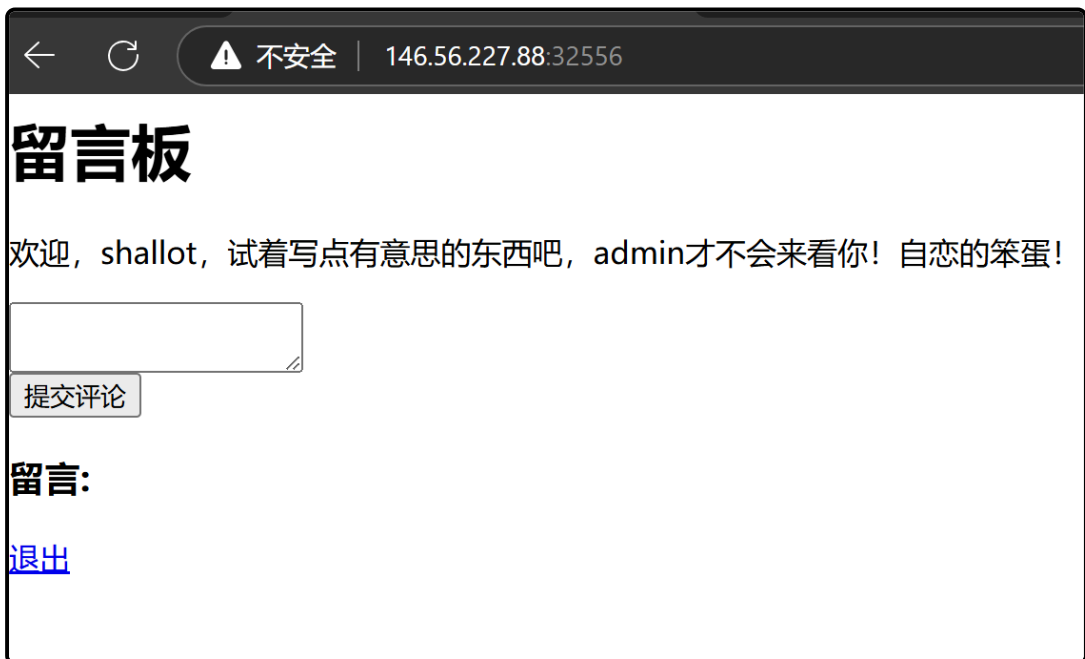 不安全 146.56.227.88:32556
留言板
欢迎，shallot，试着写点有意思的东西吧，admin才不会来看你！自恋的笨蛋！
提交评论
留言:
退出